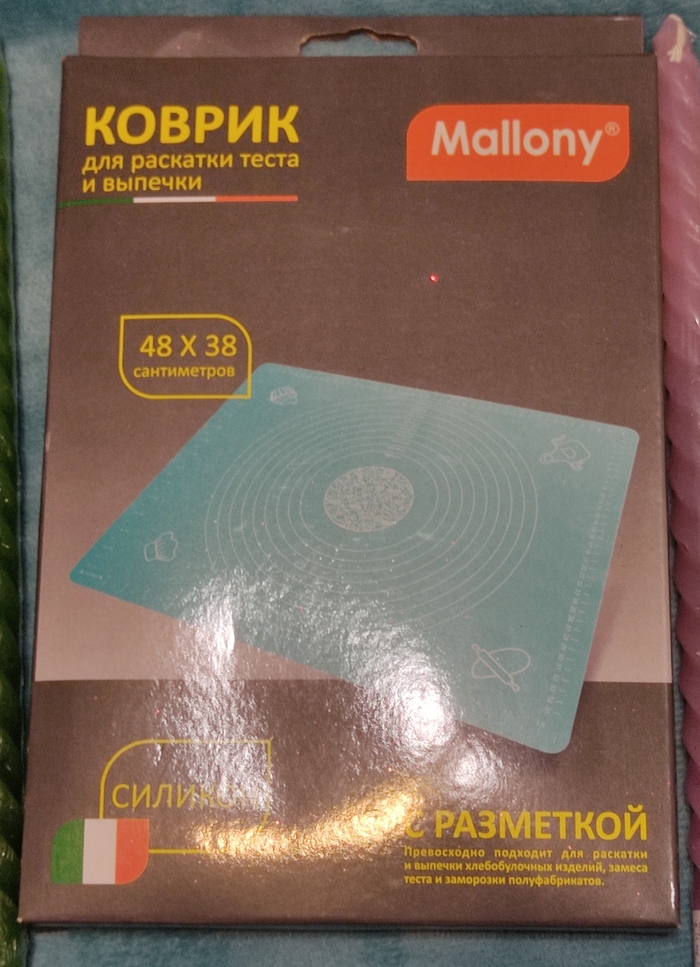 КОВРИК
для раскатки теста
и выпечки
Mallony®
48 X 38
сантиметров
СИЛИКОН
С РАЗМЕТКОЙ
Превосходно подходит для раскатки
и выпечки хлебобулочных изделий, замеса
теста и заморозки полуфабрикатов.